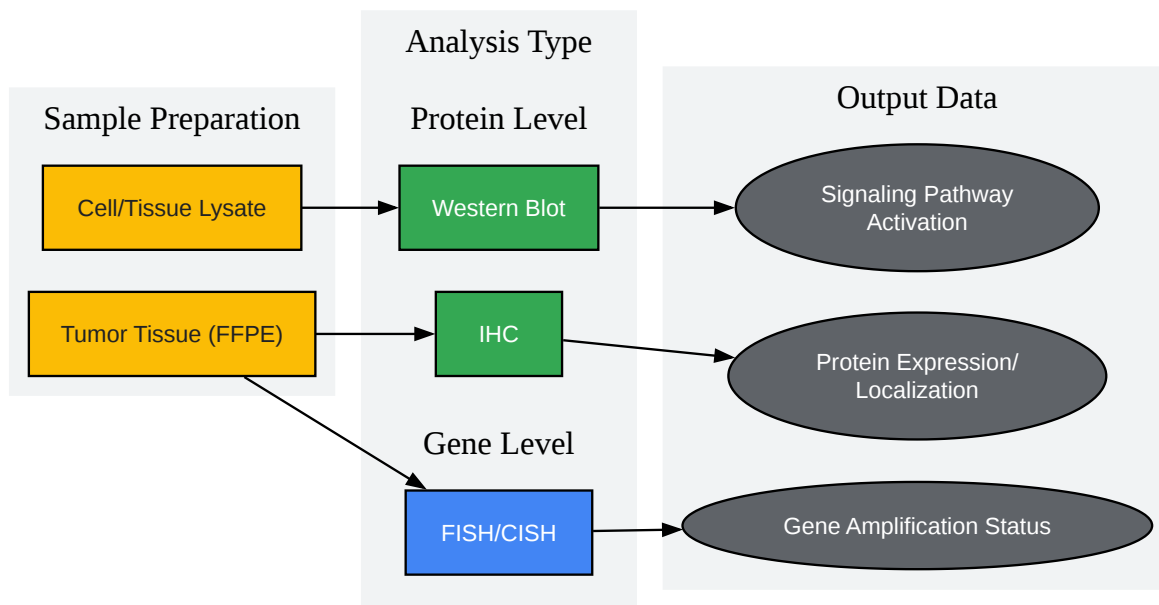 Analysis Type
Sample Preparation
Protein Level
Output Data
Cell/Tissue Lysate
Western Blot
Signaling Pathway
Activation
Tumor Tissue (FFPE)
IHC
Protein Expression/
Localization
Gene Level
FISH/CISH
Gene Amplification Status